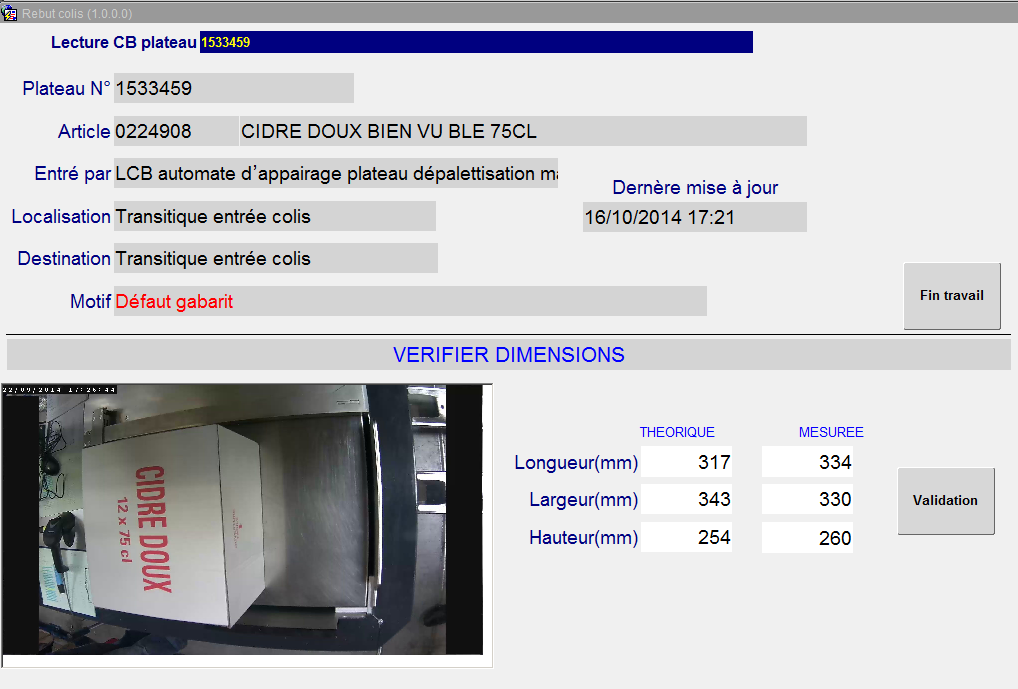 Rebut colis (1.0.0.0)
Lecture CB plateau 1533459
Plateau N° 1533459
Article 0224908 CIDRE DOUX BIEN VU BLE 75CL
Entré par LCB automate d’appairage plateau dépalettisation ma
Dernère mise à jour
Localisation Transitique entrée colis
16/10/2014 17:21
Destination Transitique entrée colis
Motif Défaut gabarit
Fin travail
VERIFIER DIMENSIONS
22/09/2014 17:26:44
CIDRE DOUX
12 x 75 cl
THEORIQUE MESUREE
Longueur(mm) 317 334
Largeur(mm) 343 330
Hauteur(mm) 254 260
Validation